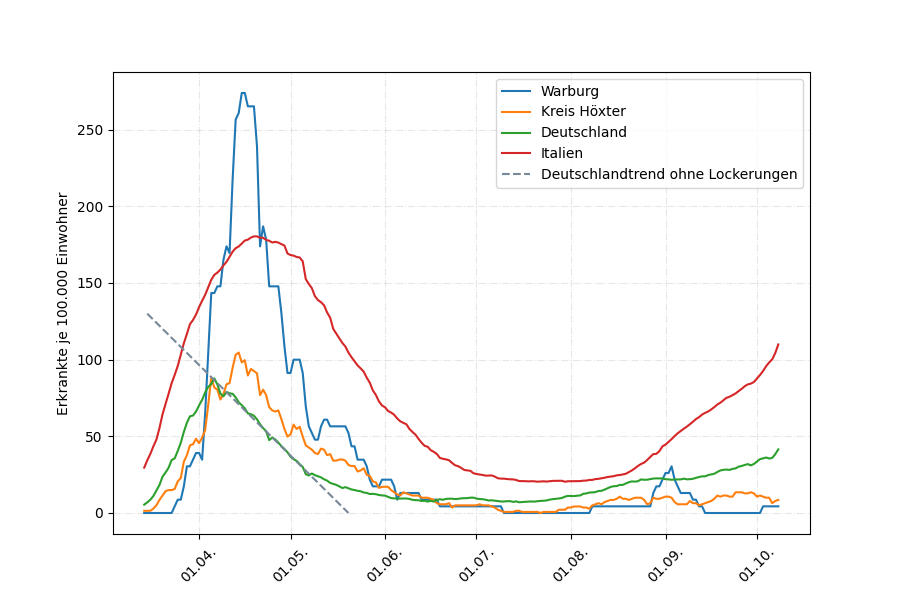 Warburg
Kreis Höxter
Deutschland
Italien
Deutschlandtrend ohne Lockerungen
Erkrankte je 100.000 Einwohner
250
200
150
100
50
0
01.04.
01.05.
01.06.
01.07.
01.08.
01.09.
01.10.